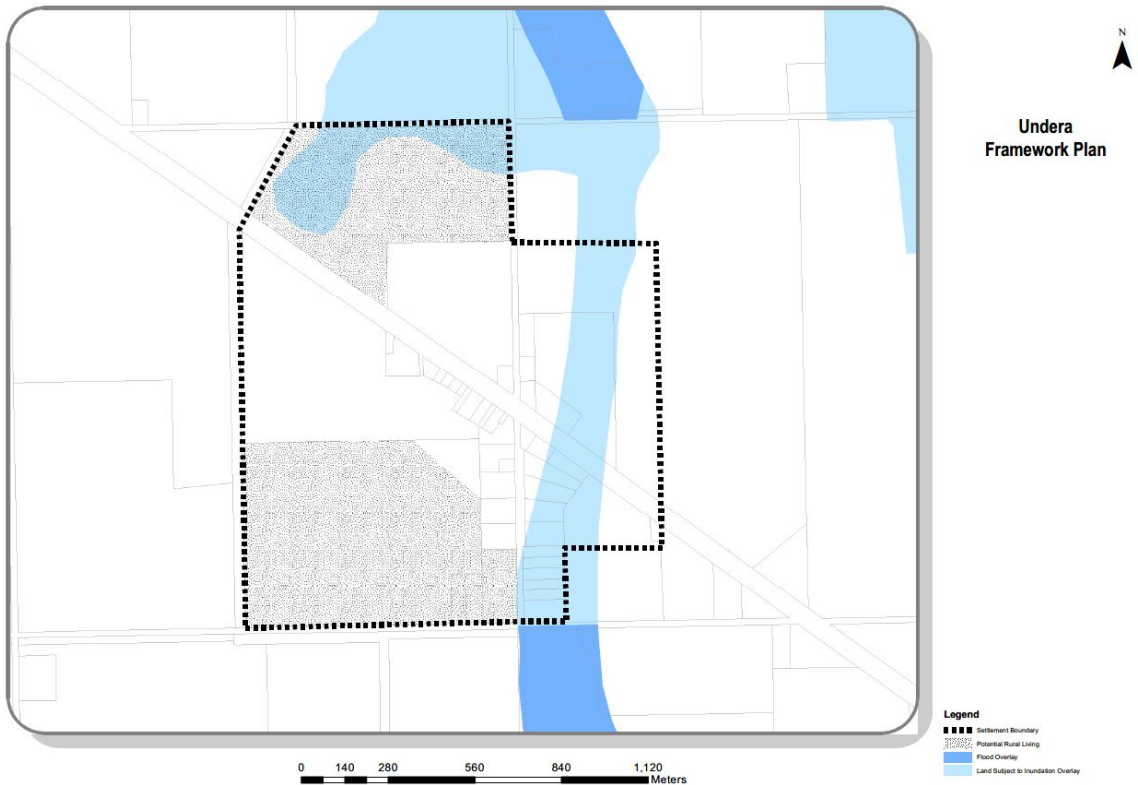 N
Undera
Framework Plan
Legend
Settlement Boundary
Potential Rural Living
Flood Overlay
Land Subject to Inundation Overlay
0 140 280 560 840 1,120
Meters